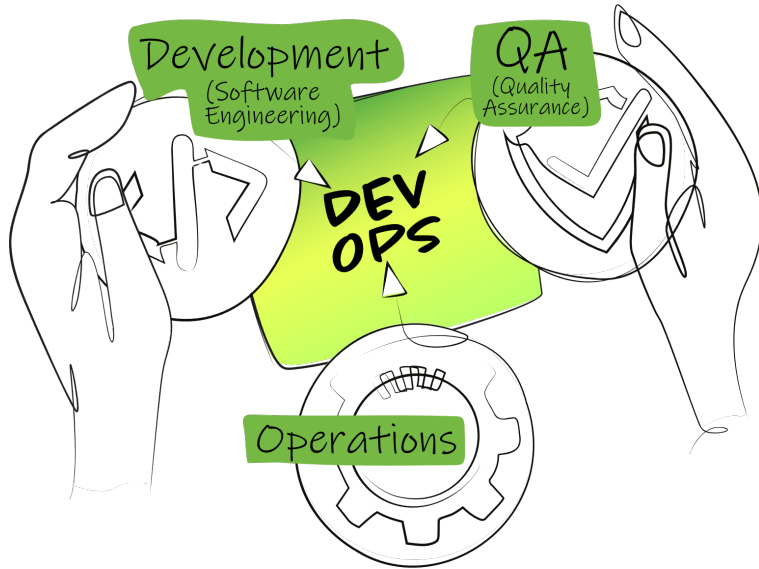 Development
(Software
Engineering)
QA
(Quality
Assurance)
DEV
OPS
Operations